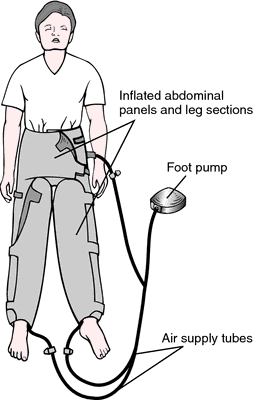 Inflated abdominal
panels and leg sections
Foot pump
Air supply tubes